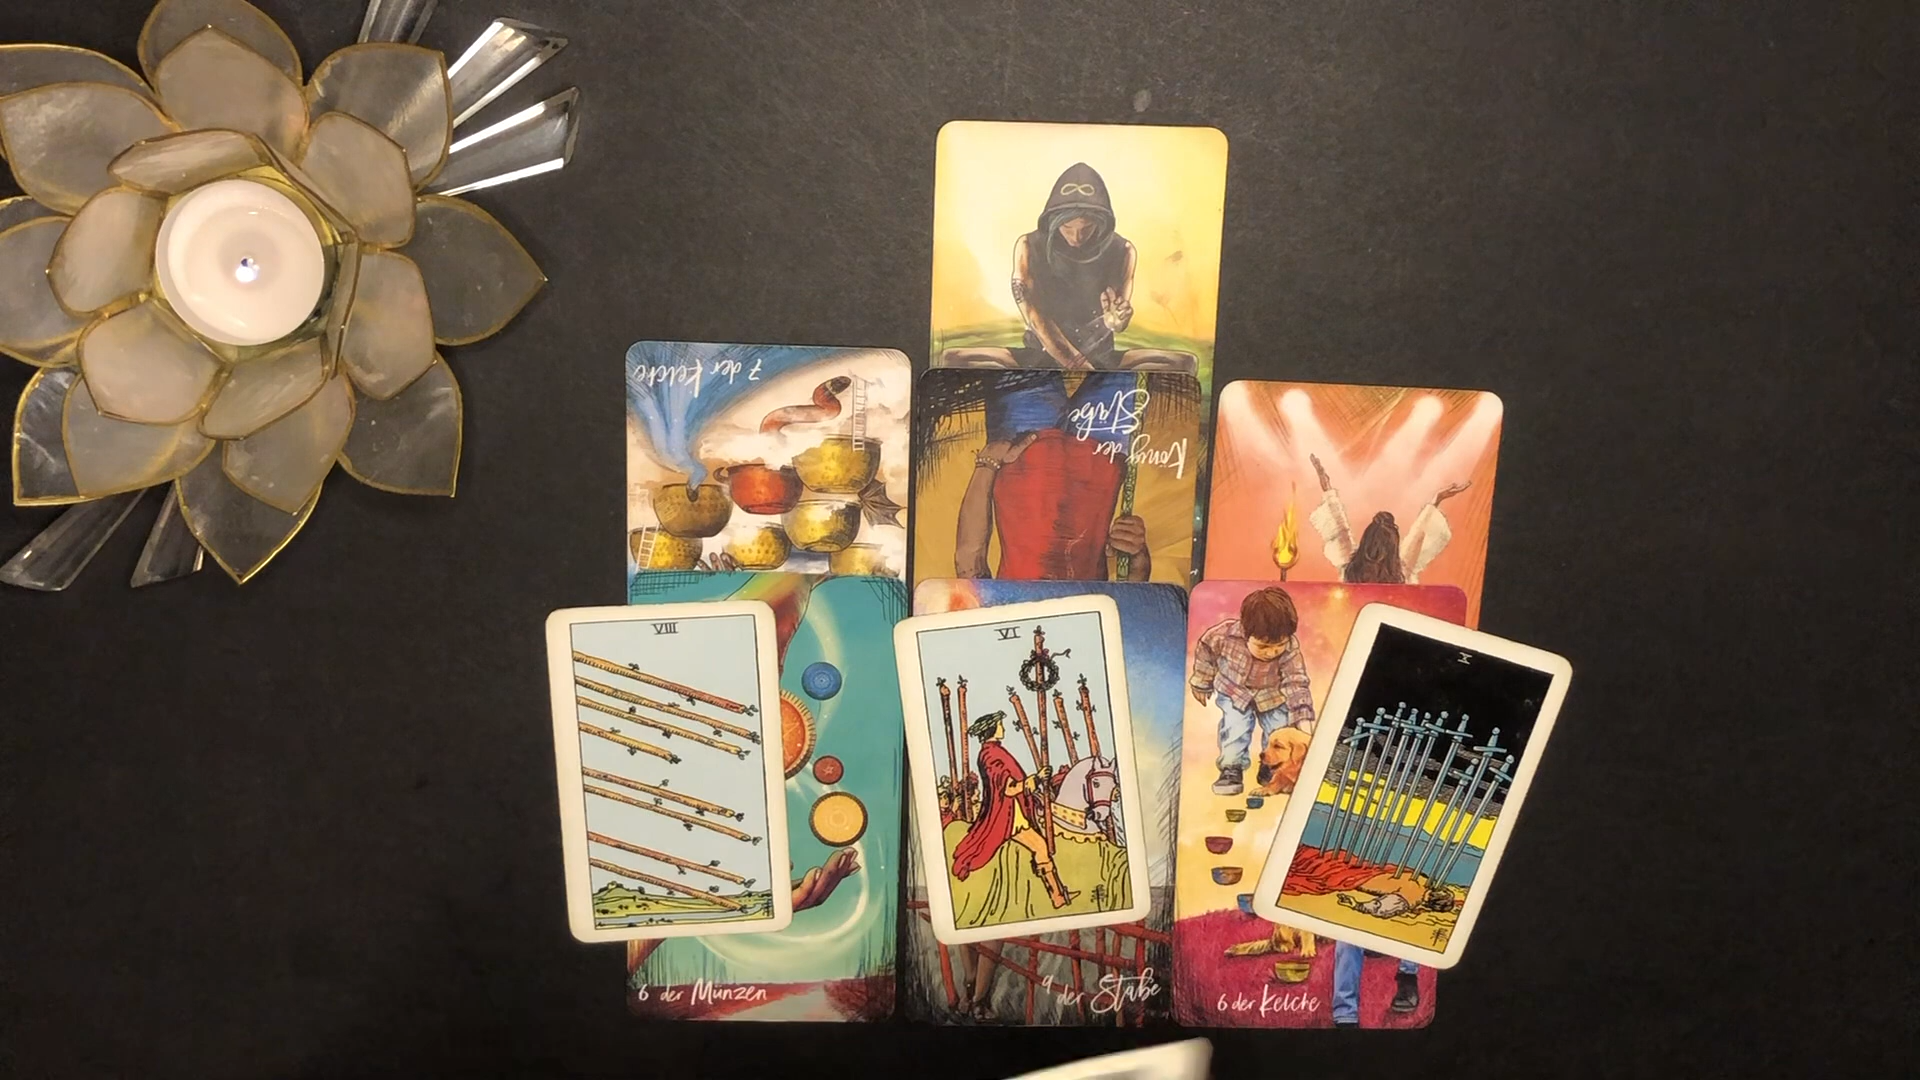 7 der Kelche
König der
Stäbe
VIII
VI
X
6 der Münzen
9 der Stäbe
6 der Kelche